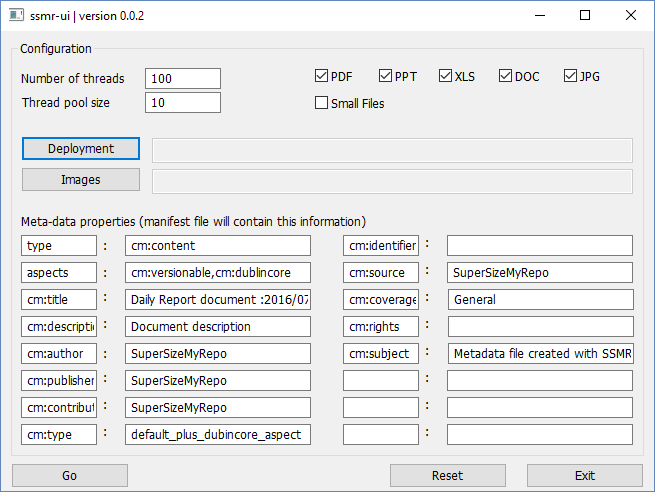 ssmr-ui | version 0.0.2
Configuration
Number of threads 100 PDF PPT XLS DOC JPG
Thread pool size 10 Small Files
Deployment
Images
Meta-data properties (manifest file will contain this information)
type : cm:content cm:identifier :
aspects : cm:versionable,cm:dublincore cm:source : SuperSizeMyRepo
cm:title : Daily Report document :2016/07 cm:coverage : General
cm:descripti : Document description cm:rights :
cm:author : SuperSizeMyRepo cm:subject : Metadata file created with SSMR
cm:publisher : SuperSizeMyRepo :
cm:contribut : SuperSizeMyRepo :
cm:type : default_plus_dubincore_aspect :
Go Reset Exit